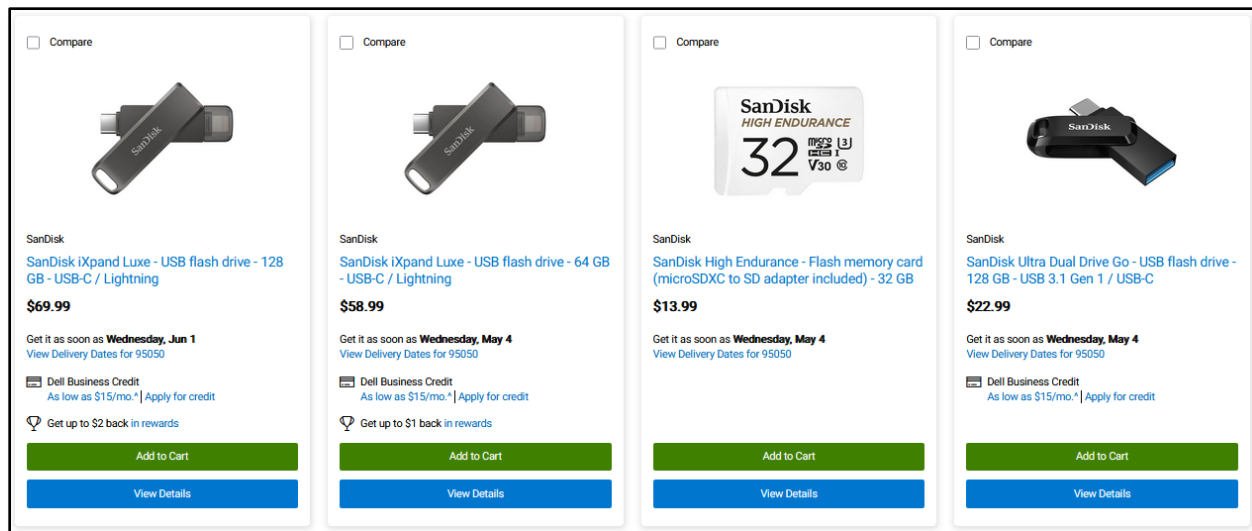 Compare
SanDisk
SanDisk
SanDisk iXpand Luxe - USB flash drive - 128
GB - USB-C / Lightning
$69.99
Get it as soon as Wednesday, Jun 1
View Delivery Dates for 95050
Dell Business Credit
As low as $15/mo.^ | Apply for credit
Get up to $2 back in rewards
Add to Cart
View Details
Compare
SanDisk
SanDisk
SanDisk iXpand Luxe - USB flash drive - 64 GB
- USB-C / Lightning
$58.99
Get it as soon as Wednesday, May 4
View Delivery Dates for 95050
Dell Business Credit
As low as $15/mo.^ | Apply for credit
Get up to $1 back in rewards
Add to Cart
View Details
Compare
SanDisk
HIGH ENDURANCE
32 micro SD HC I U3
V30 10
SanDisk
SanDisk High Endurance - Flash memory card
(microSDXC to SD adapter included) - 32 GB
$13.99
Get it as soon as Wednesday, May 4
View Delivery Dates for 95050
Add to Cart
View Details
Compare
SanDisk
SanDisk
SanDisk Ultra Dual Drive Go - USB flash drive -
128 GB - USB 3.1 Gen 1 / USB-C
$22.99
Get it as soon as Wednesday, May 4
View Delivery Dates for 95050
Dell Business Credit
As low as $15/mo.^ | Apply for credit
Add to Cart
View Details